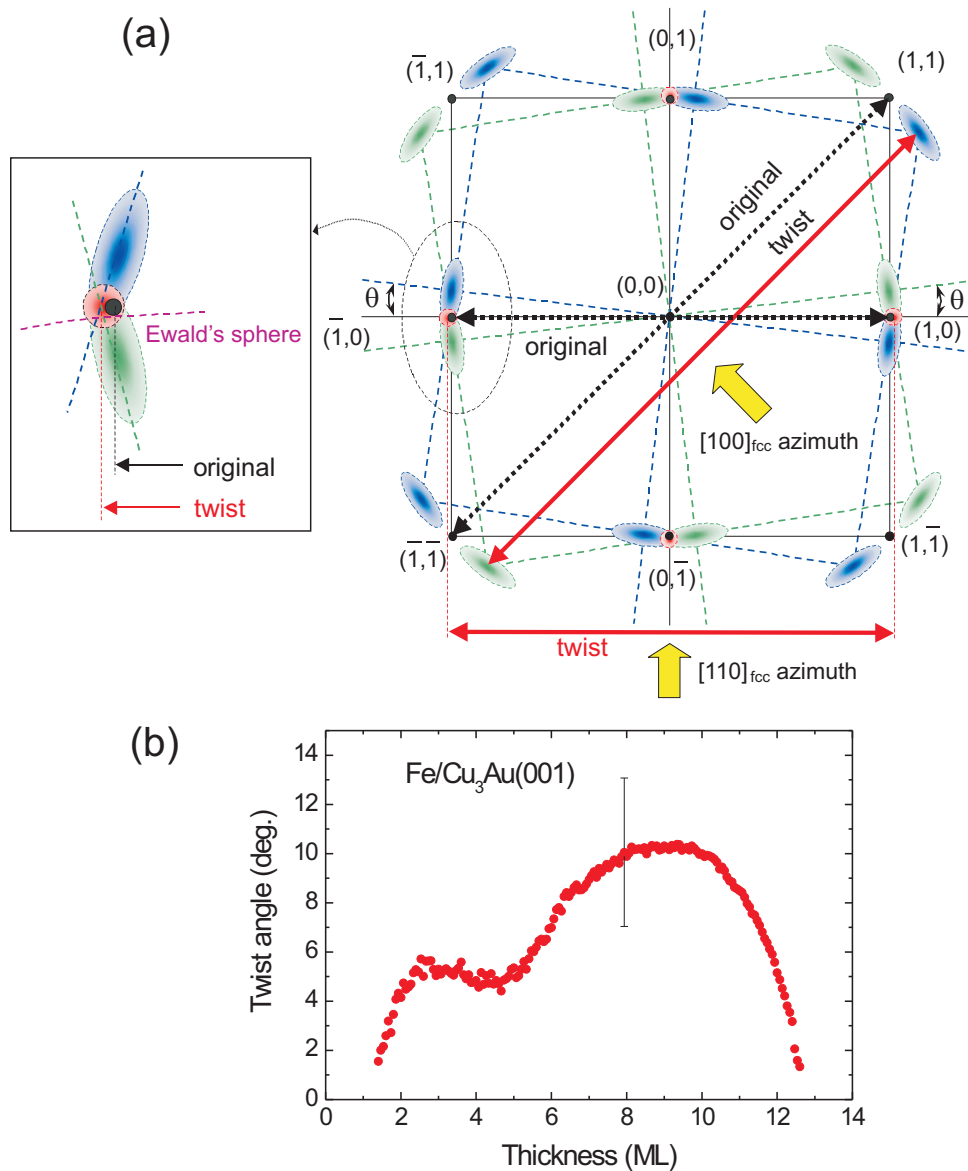 (a)
(0,1)
(1̅,1)
(1,1)
original
twist
(0,0)
θ
θ
(1̅,0)
(1,0)
original
Ewald's sphere
original
twist
[100]fcc azimuth
(1̅,1̅)
(0,1̅)
(1,1̅)
twist
[110]fcc azimuth
(b)
Fe/Cu₃Au(001)
Twist angle (deg.)
14
12
10
8
6
4
2
0
0 2 4 6 8 10 12 14
Thickness (ML)